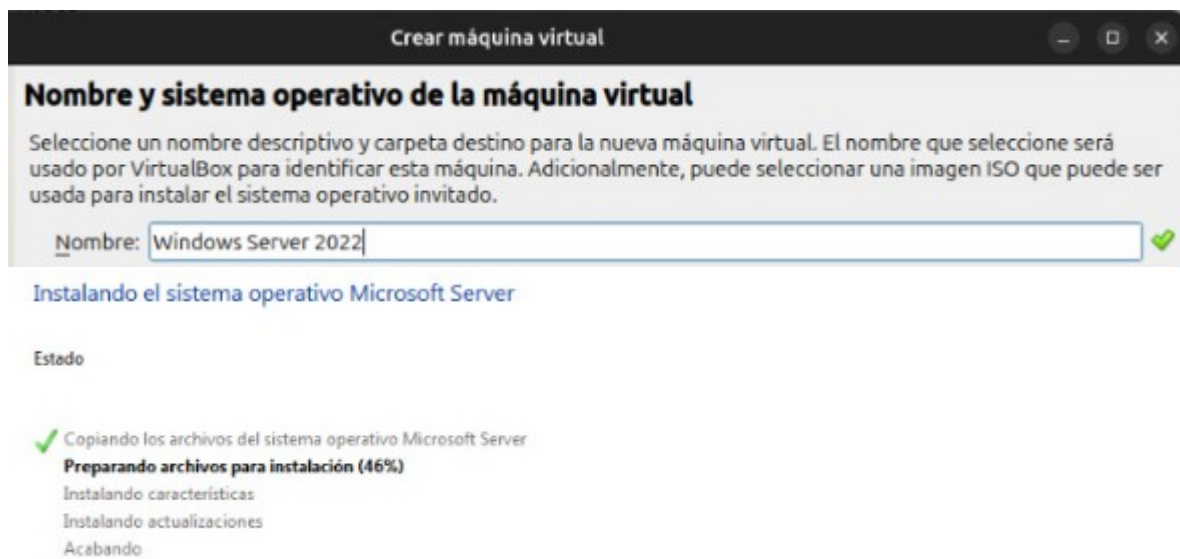 Crear máquina virtual
Nombre y sistema operativo de la máquina virtual
Seleccione un nombre descriptivo y carpeta destino para la nueva máquina virtual. El nombre que seleccione será
usado por VirtualBox para identificar esta máquina. Adicionalmente, puede seleccionar una imagen ISO que puede ser
usada para instalar el sistema operativo invitado.
Nombre: Windows Server 2022
Instalando el sistema operativo Microsoft Server
Estado
Copiando los archivos del sistema operativo Microsoft Server
Preparando archivos para instalación (46%)
Instalando características
Instalando actualizaciones
Acabando